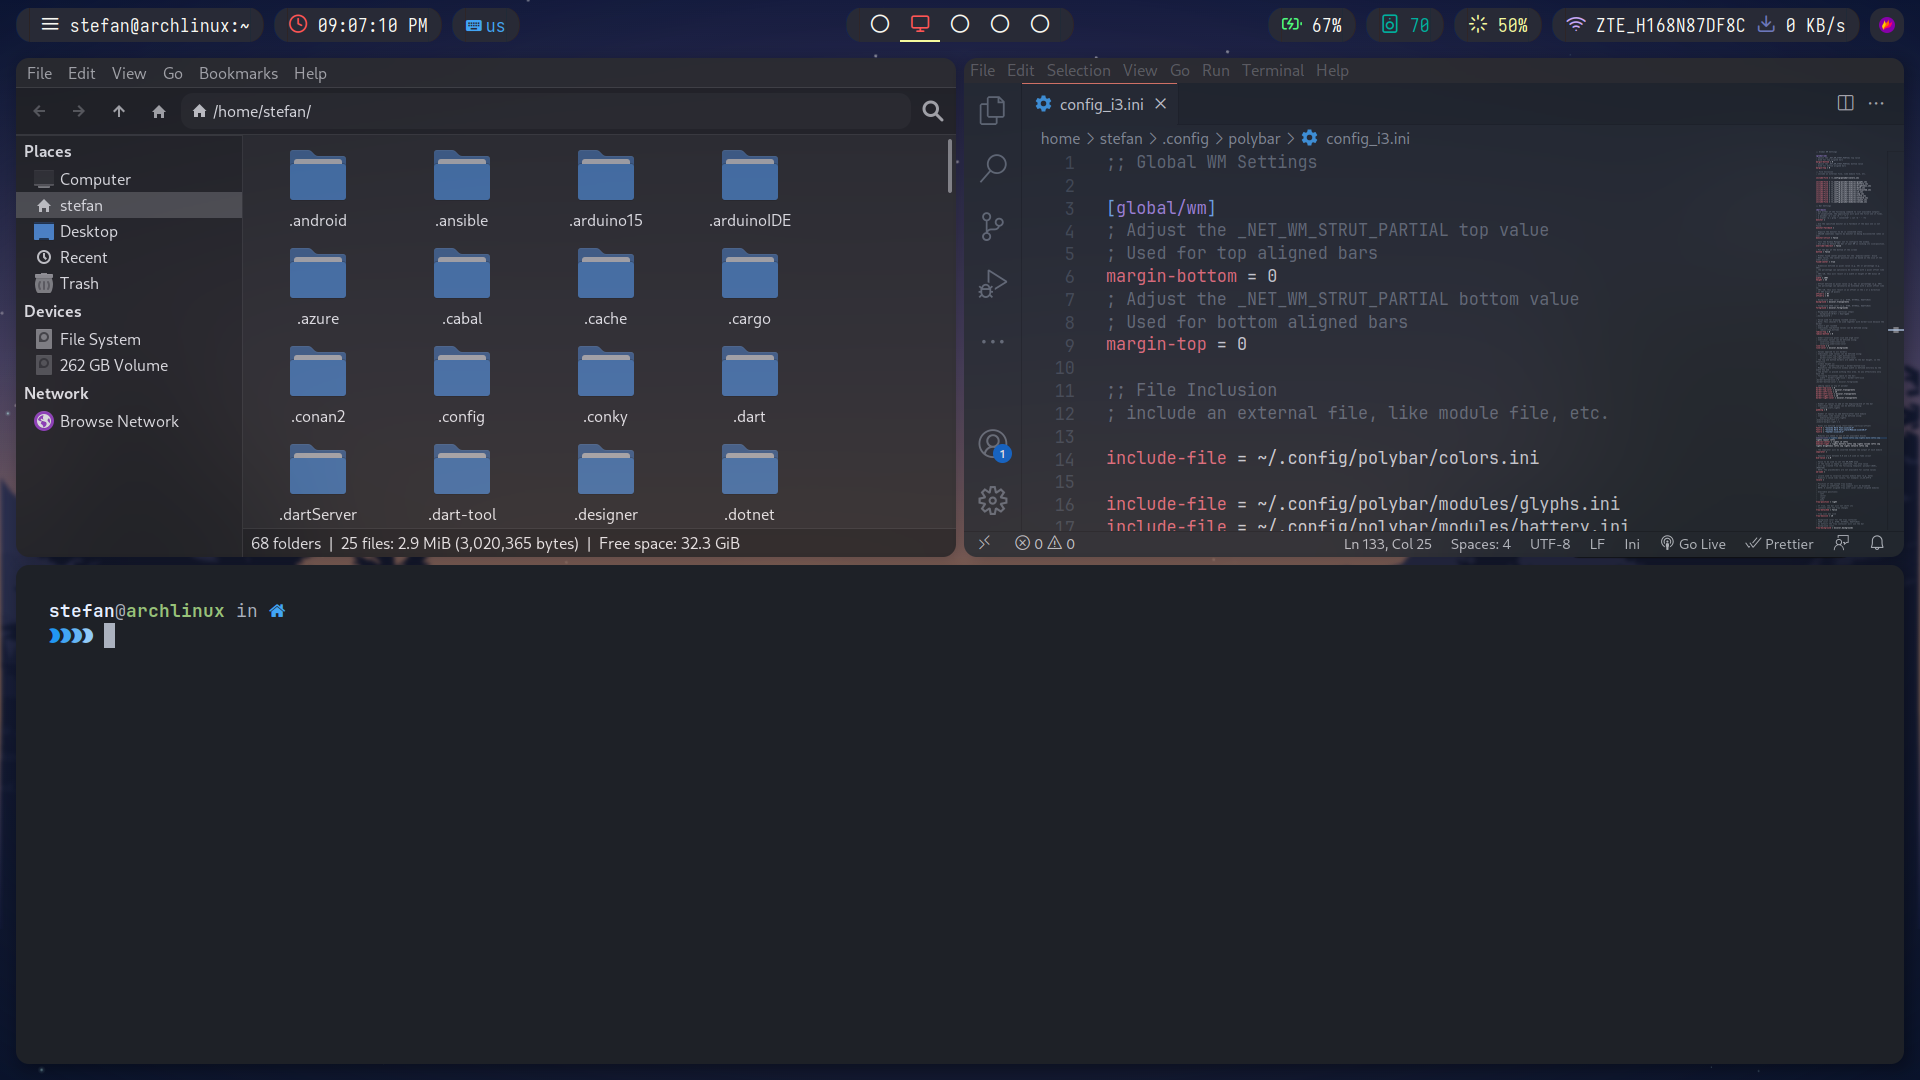 stefan@archlinux:~
09:07:10 PM
us
67%
70
50%
ZTE_H168N87DF8C
0 KB/s
File Edit View Go Bookmarks Help
/home/stefan/
Places
Computer
stefan
Desktop
Recent
Trash
Devices
File System
262 GB Volume
Network
Browse Network
.android
.ansible
.arduino15
.arduinoIDE
.azure
.cabal
.cache
.cargo
.conan2
.config
.conky
.dart
.dartServer
.dart-tool
.designer
.dotnet
68 folders | 25 files: 2.9 MiB (3,020,365 bytes) | Free space: 32.3 GiB
File Edit Selection View Go Run Terminal Help
config_i3.ini
home > stefan > .config > polybar > config_i3.ini
1 ;; Global WM Settings
2
3 [global/wm]
4 ; Adjust the _NET_WM_STRUT_PARTIAL top value
5 ; Used for top aligned bars
6 margin-bottom = 0
7 ; Adjust the _NET_WM_STRUT_PARTIAL bottom value
8 ; Used for bottom aligned bars
9 margin-top = 0
10
11 ;; File Inclusion
12 ; include an external file, like module file, etc.
13
14 include-file = ~/.config/polybar/colors.ini
15
16 include-file = ~/.config/polybar/modules/glyphs.ini
17 include-file = ~/.config/polybar/modules/battery.ini
1
0 0
Ln 133, Col 25 Spaces: 4 UTF-8 LF Ini Go Live Prettier
stefan@archlinux in